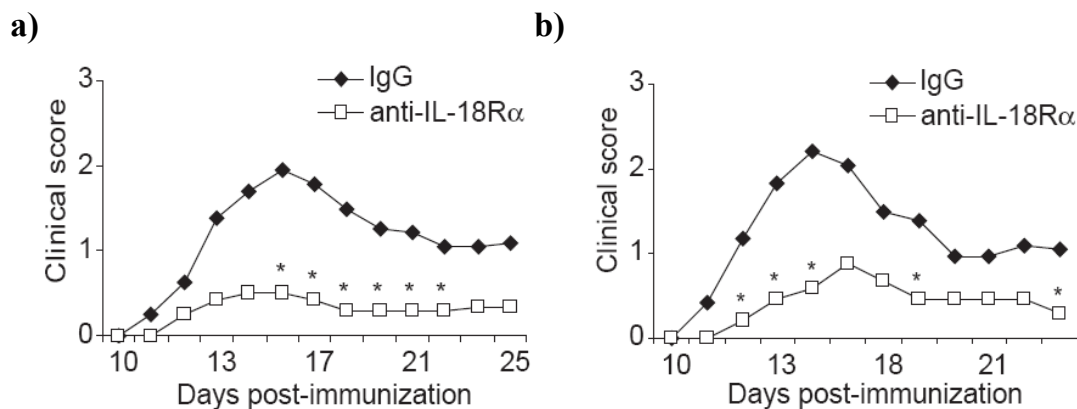 a)
Clinical score
3
2
1
0
IgG
anti-IL-18Rα
* * * * * *
10 13 17 21 25
Days post-immunization
b)
Clinical score
3
2
1
0
IgG
anti-IL-18Rα
* * * * *
10 13 18 21
Days post-immunization